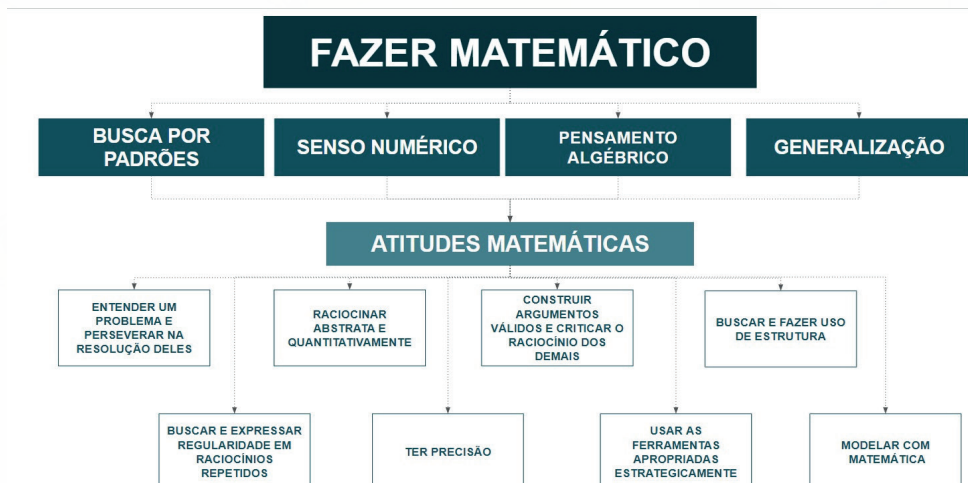 FAZER MATEMÁTICO
BUSCA POR
PADRÕES
SENSO NUMÉRICO
PENSAMENTO
ALGÉBRICO
GENERALIZAÇÃO
ATITUDES MATEMÁTICAS
ENTENDER UM
PROBLEMA E
PERSEVERAR NA
RESOLUÇÃO DELES
RACIOCINAR
ABSTRATA E
QUANTITATIVAMENTE
CONSTRUIR
ARGUMENTOS
VÁLIDOS E CRITICAR O
RACIOCÍNIO DOS
DEMAIS
BUSCAR E FAZER USO
DE ESTRUTURA
BUSCAR E EXPRESSAR
REGULARIDADE EM
RACIOCÍNIOS
REPETIDOS
TER PRECISÃO
USAR AS
FERRAMENTAS
APROPRIADAS
ESTRATEGICAMENTE
MODELAR COM
MATEMÁTICA